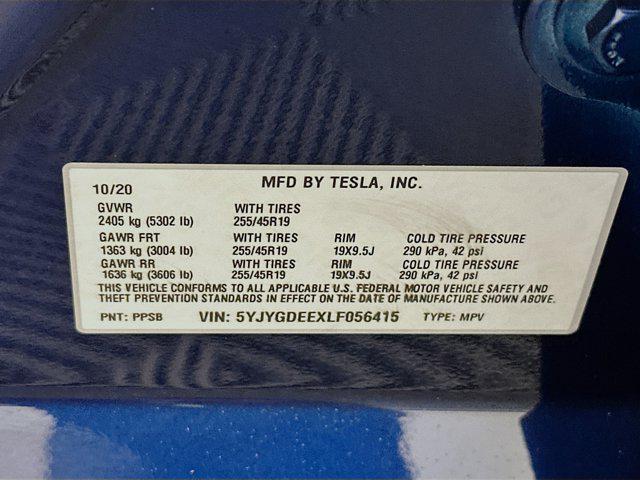 10/20 MFD BY TESLA, INC.
GVWR WITH TIRES
2405 kg (5302 lb) 255/45R19
GAWR FRT WITH TIRES RIM COLD TIRE PRESSURE
1363 kg (3004 lb) 255/45R19 19X9.5J 290 kPa, 42 psi
GAWR RR WITH TIRES RIM COLD TIRE PRESSURE
1636 kg (3606 lb) 255/45R19 19X9.5J 290 kPa, 42 psi
THIS VEHICLE CONFORMS TO ALL APPLICABLE U.S. FEDERAL MOTOR VEHICLE SAFETY AND
THEFT PREVENTION STANDARDS IN EFFECT ON THE DATE OF MANUFACTURE SHOWN ABOVE.
PNT: PPSB VIN: 5YJYGDEEXLF056415 TYPE: MPV